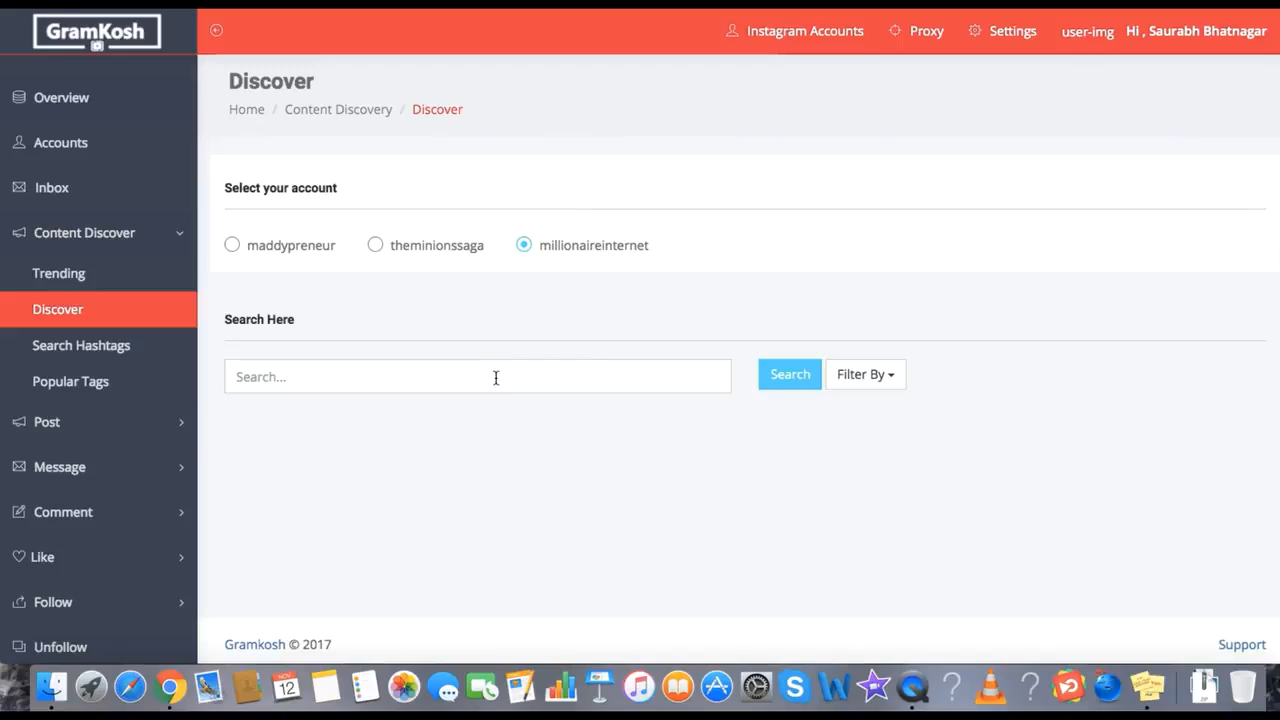 GramKosh
Instagram Accounts
Proxy
Settings
user-img
Hi , Saurabh Bhatnagar
Overview
Accounts
Inbox
Content Discover
Trending
Discover
Search Hashtags
Popular Tags
Post
Message
Comment
Like
Follow
Unfollow
Discover
Home / Content Discovery / Discover
Select your account
maddypreneur
theminionssaga
millionaireinternet
Search Here
Search...
Search
Filter By
Gramkosh © 2017
Support
NOV
12